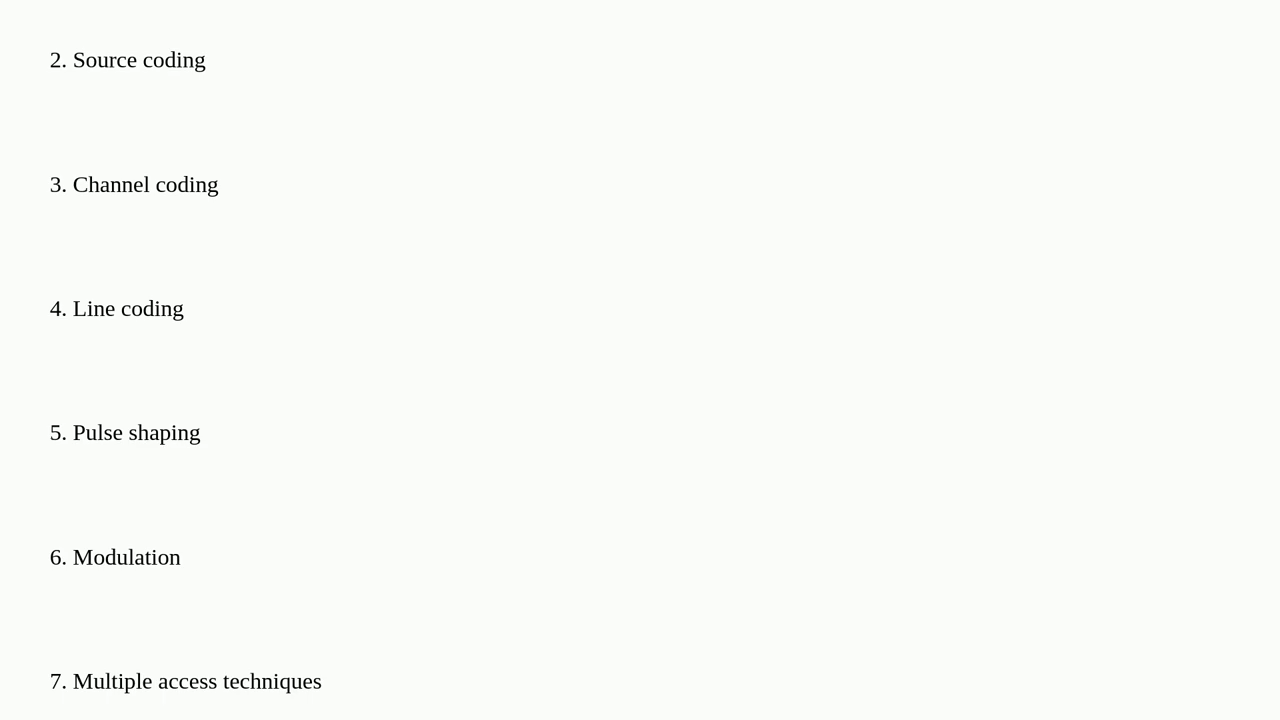 2. Source coding
3. Channel coding
4. Line coding
5. Pulse shaping
6. Modulation
7. Multiple access techniques